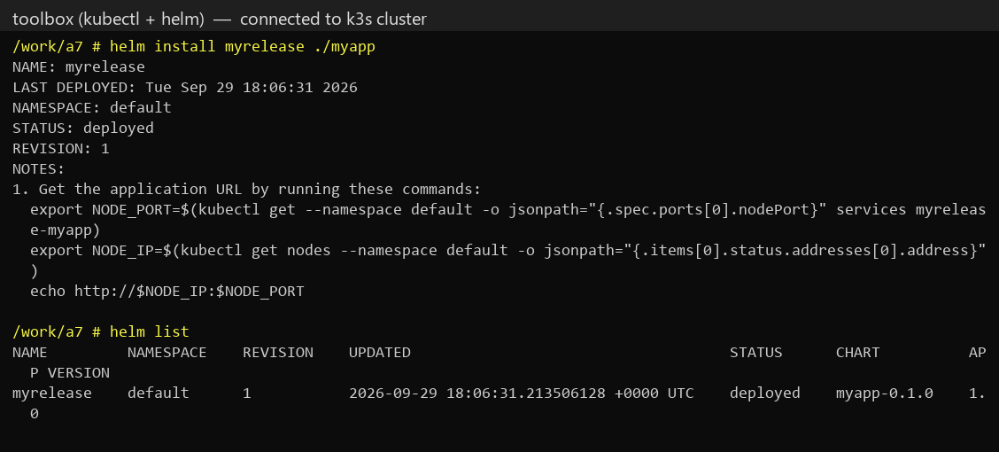 toolbox (kubectl + helm) — connected to k3s cluster
/work/a7 # helm install myrelease ./myapp
NAME: myrelease
LAST DEPLOYED: Tue Sep 29 18:06:31 2026
NAMESPACE: default
STATUS: deployed
REVISION: 1
NOTES:
1. Get the application URL by running these commands:
  export NODE_PORT=$(kubectl get --namespace default -o jsonpath="{.spec.ports[0].nodePort}" services myreleas
  e-myapp)
  export NODE_IP=$(kubectl get nodes --namespace default -o jsonpath="{.items[0].status.addresses[0].address}"
  )
  echo http://$NODE_IP:$NODE_PORT
/work/a7 # helm list
NAME         NAMESPACE    REVISION    UPDATED                                    STATUS      CHART          AP
  P VERSION
myrelease    default      1           2026-09-29 18:06:31.213506128 +0000 UTC    deployed    myapp-0.1.0    1.
  0